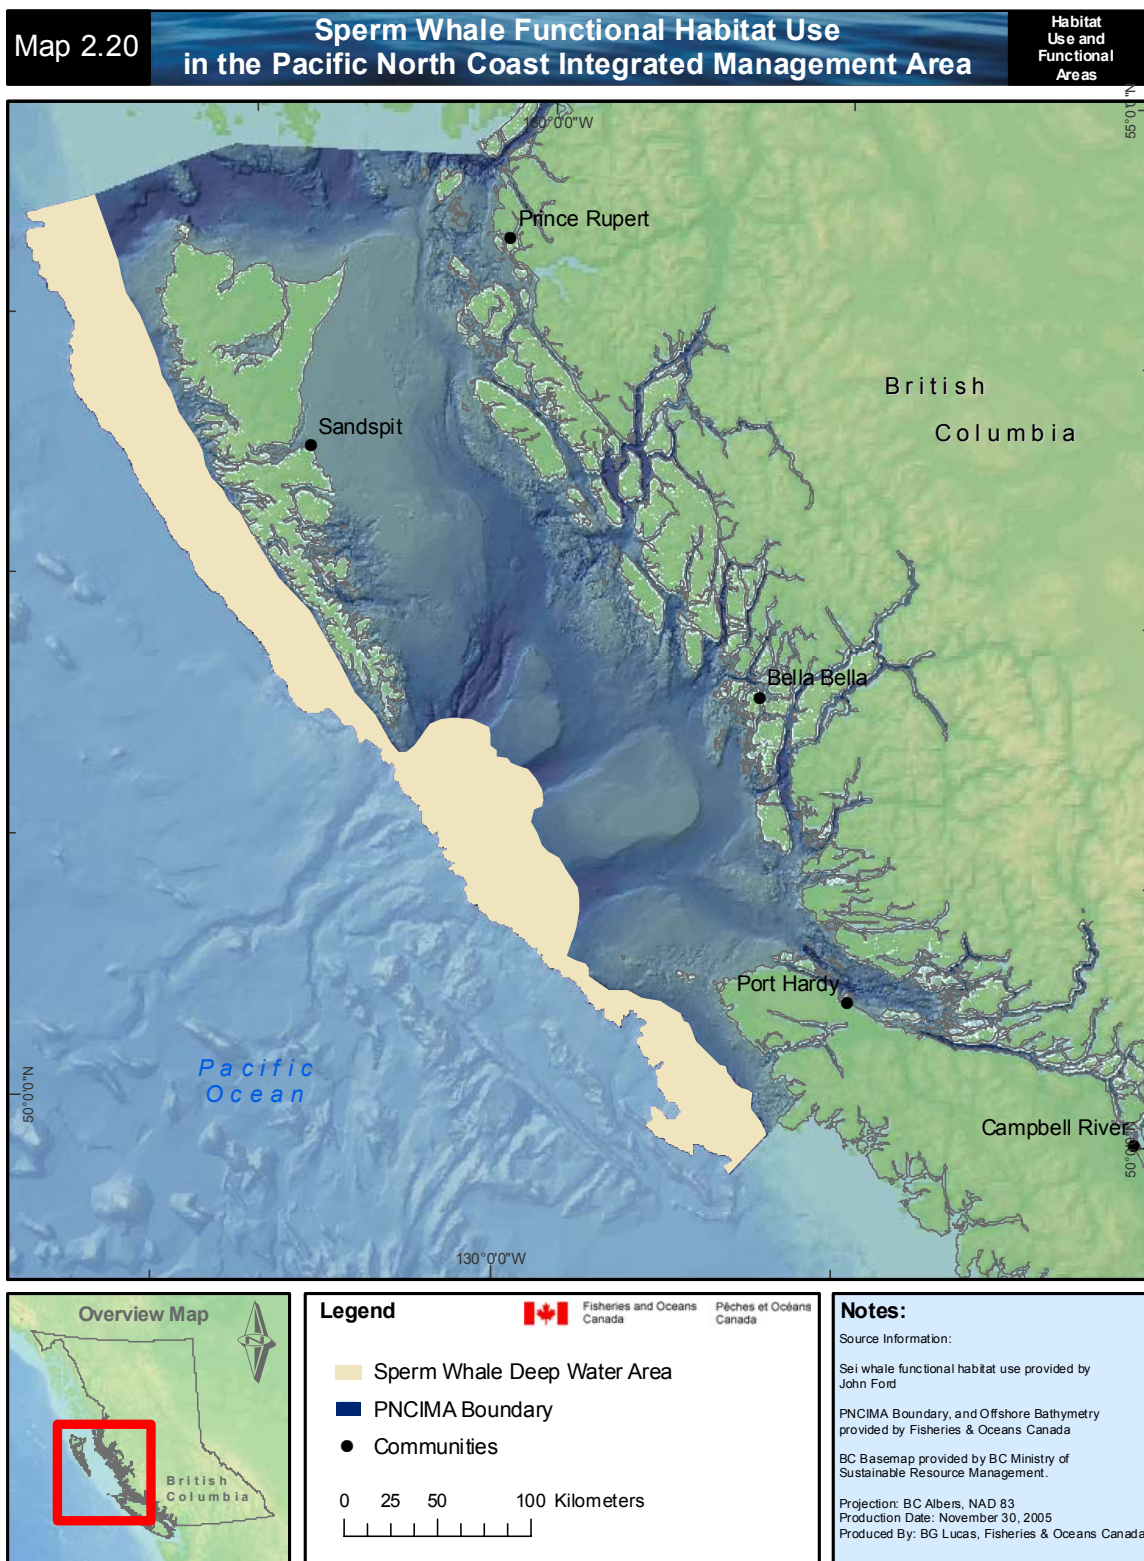 Map 2.20
Sperm Whale Functional Habitat Use
in the Pacific North Coast Integrated Management Area
Habitat
Use and
Functional
Areas
55°0'0"N
130°0'0"W
Prince Rupert
British
Columbia
Sandspit
Bella Bella
Port Hardy
Pacific
Ocean
50°0'0"N
Campbell River
50°0'0"N
130°0'0"W
Overview Map
N
British
Columbia
Legend
Fisheries and Oceans
Canada
Pêches et Océans
Canada
Sperm Whale Deep Water Area
PNCIMA Boundary
Communities
0 25 50 100 Kilometers
Notes:
Source Information:
Sei whale functional habitat use provided by
John Ford
PNCIMA Boundary, and Offshore Bathymetry
provided by Fisheries & Oceans Canada
BC Basemap provided by BC Ministry of
Sustainable Resource Management.
Projection: BC Albers, NAD 83
Production Date: November 30, 2005
Produced By: BG Lucas, Fisheries & Oceans Canada